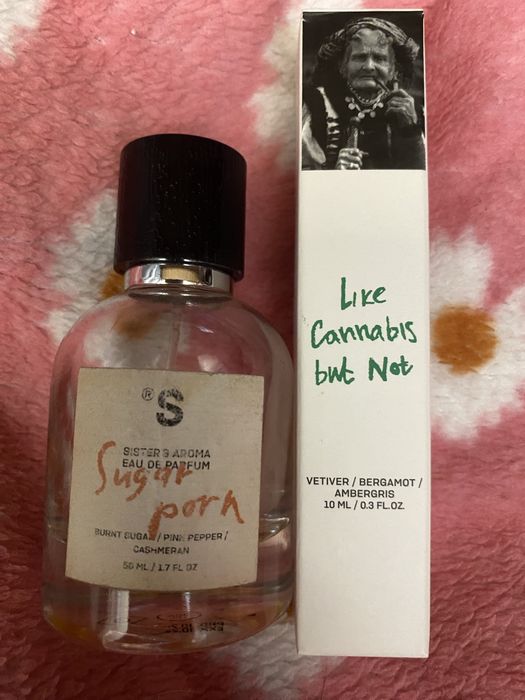 ® S
SISTER'S AROMA
EAU DE PARFUM
Sugar
porn
BURNT SUGAR / PINK PEPPER /
CASHMERAN
50 ML / 1.7 FL OZ
Like
Cannabis
but Not
VETIVER / BERGAMOT /
AMBERGRIS
10 ML / 0.3 FL.OZ.